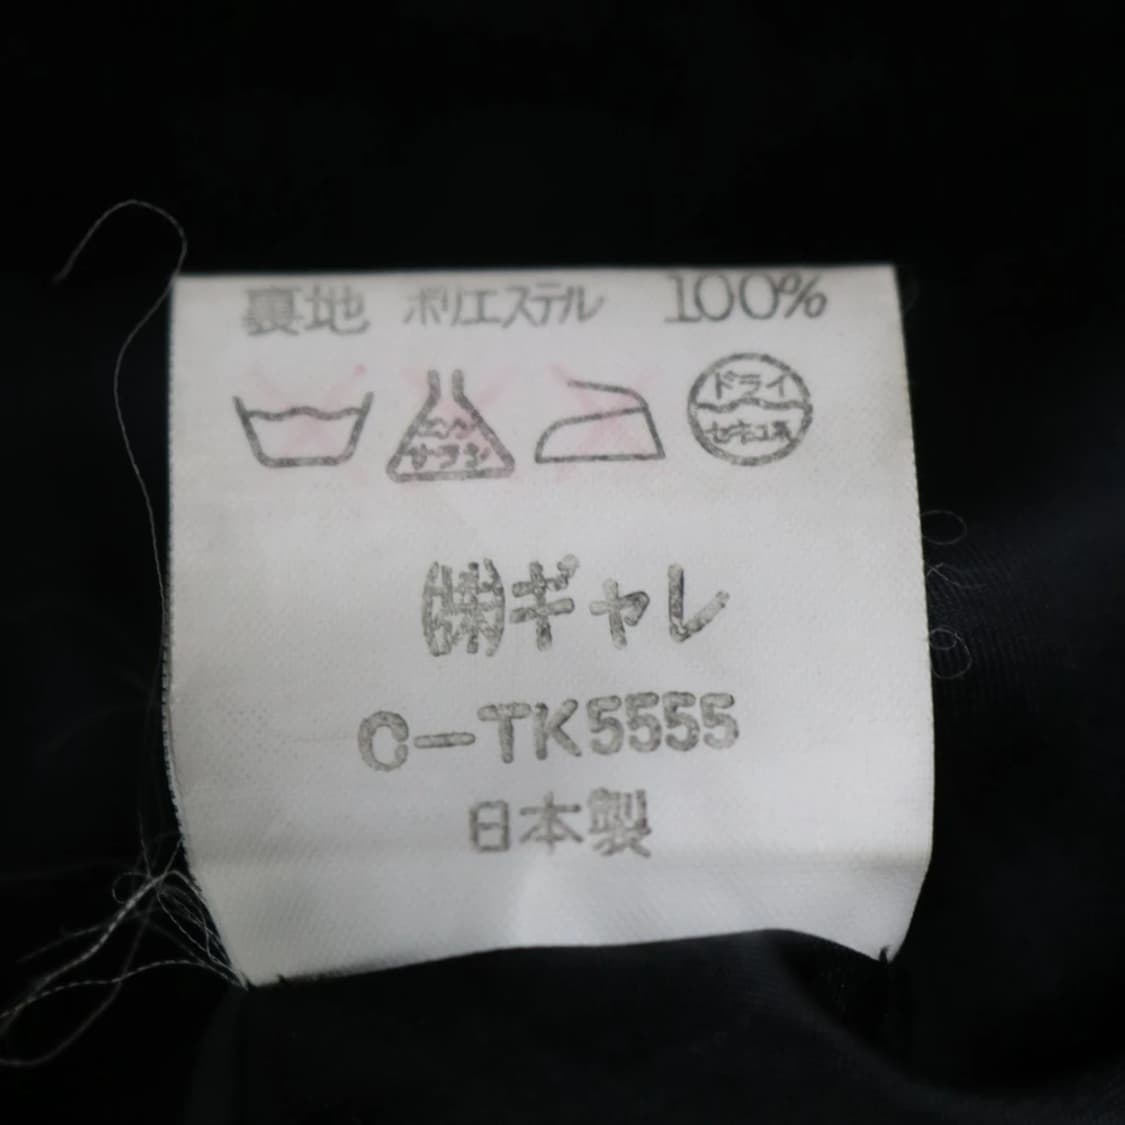 裏地 ポリエステル 100%
エンソ
サラシ
ドライ
セキユ系
㈱ギャレ
C-TK5555
日本製